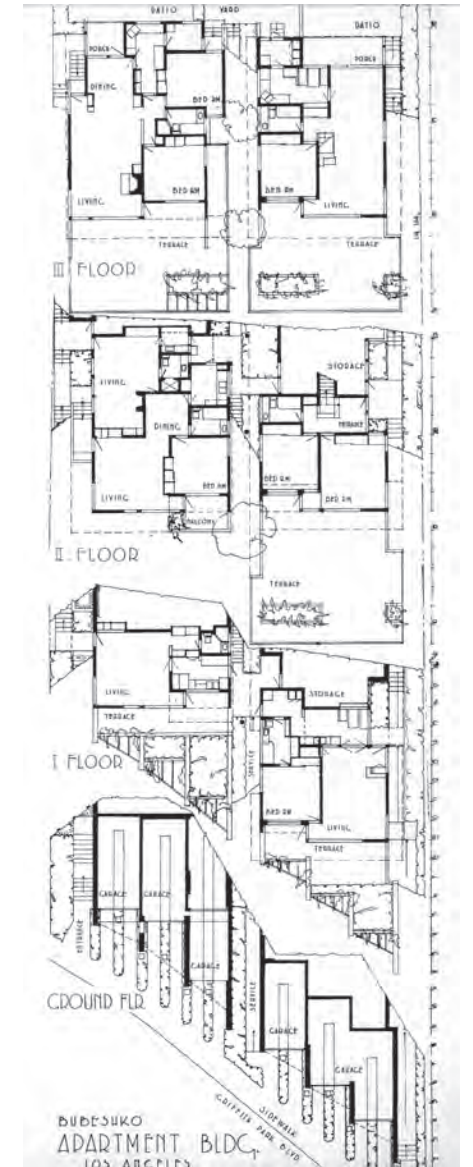 PATIO YARD PATIO
PORCH
PORCH
DINING
BED RM
LIVING
BED RM
BED RM
LIVING
TERRACE
TERRACE
III FLOOR
STORAGE
LIVING
DINING
ENTRANCE
BED RM
BED RM
LIVING
BED RM
BALCONY
II FLOOR
TERRACE
LIVING
STORAGE
TERRACE
I FLOOR
SERVICE
BED RM
LIVING
TERRACE
GARAGE
GARAGE
ENTRANCE
GARAGE
GROUND FLR.
SERVICE
GARAGE
GARAGE
GARAGE
SIDEWALK
GRIFFITH PARK BLVD.
BUBESHKO
APARTMENT BLDG.
LOS ANGELES